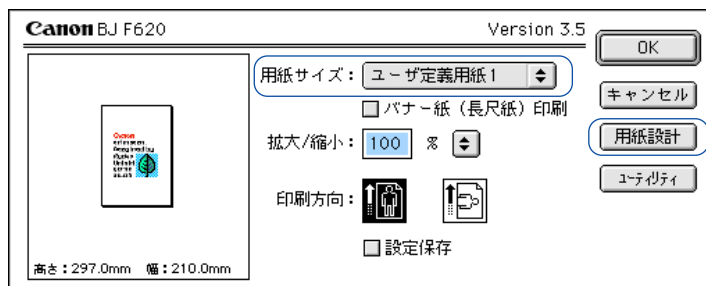 Canon BJ F620
Version 3.5
OK
用紙サイズ： ユーザ定義用紙1
キャンセル
バナー紙（長尺紙）印刷
用紙設計
拡大/縮小： 100 %
ユーティリティ
印刷方向：
設定保存
Canon
高さ：297.0mm 幅：210.0mm